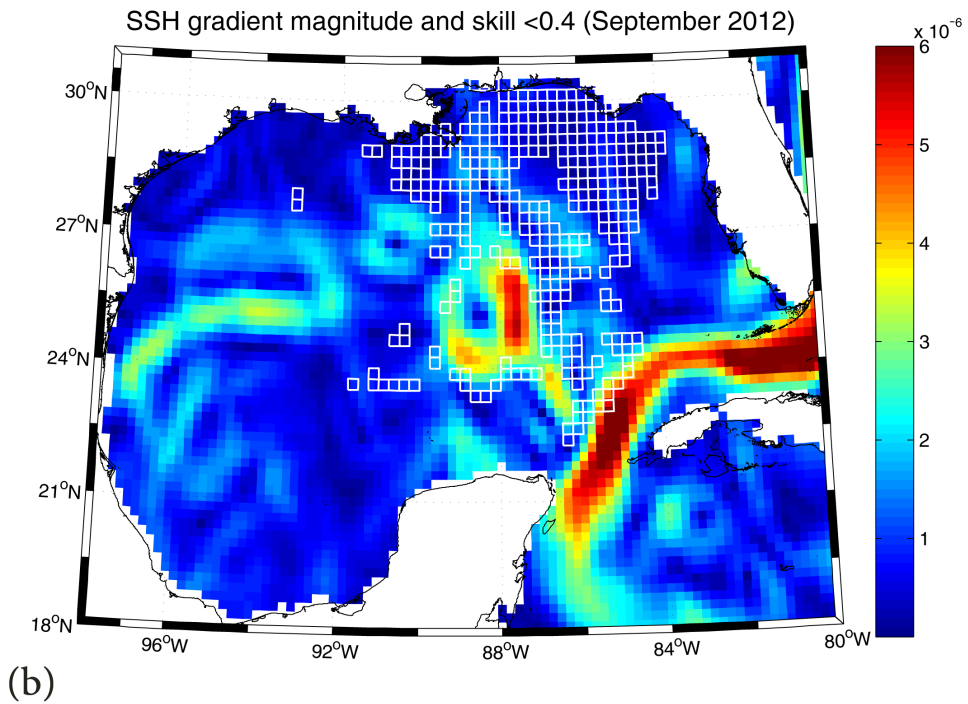 SSH gradient magnitude and skill <0.4 (September 2012)
x 10⁻⁶
6
5
4
3
2
1
30°N
27°N
24°N
21°N
18°N
96°W
92°W
88°W
84°W
80°W
(b)